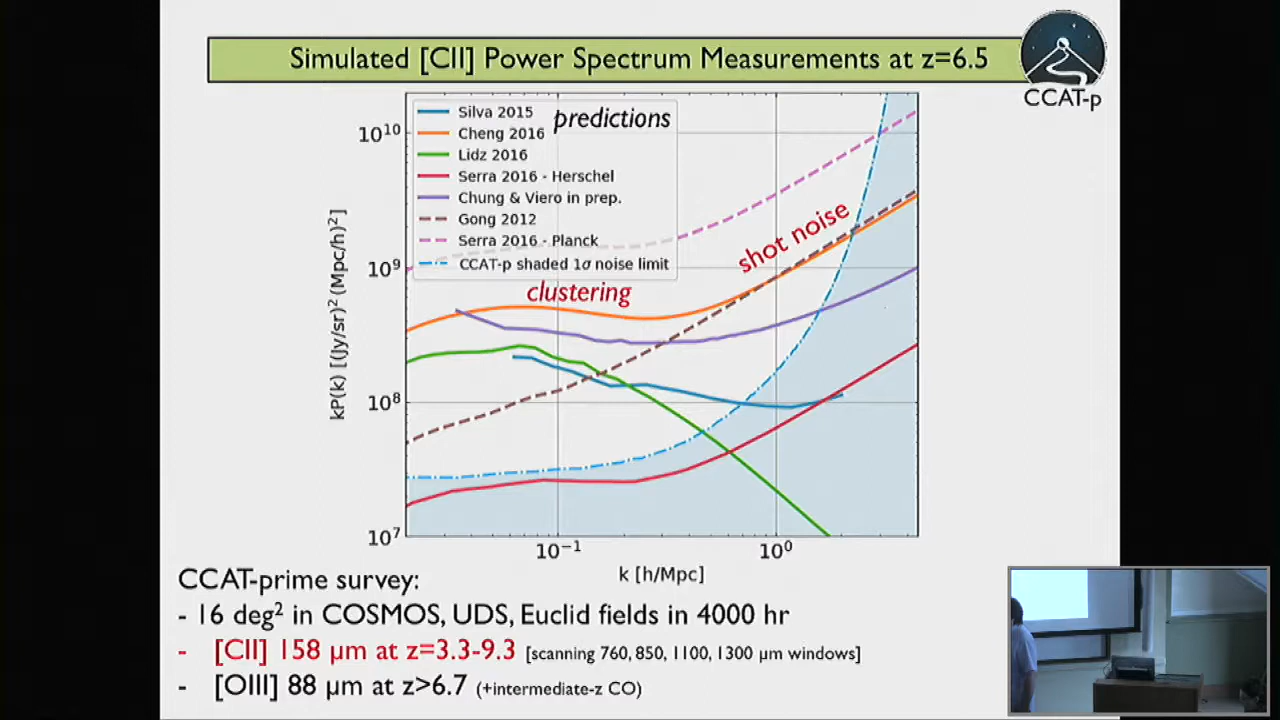 Simulated [CII] Power Spectrum Measurements at z=6.5
CCAT-p
Silva 2015
predictions
Cheng 2016
Lidz 2016
Serra 2016 - Herschel
Chung & Viero in prep.
Gong 2012
Serra 2016 - Planck
CCAT-p shaded 1σ noise limit
shot noise
clustering
kP(k) [(Jy/sr)² (Mpc/h)²]
10¹⁰
10⁹
10⁸
10⁷
10⁻¹
10⁰
k [h/Mpc]
CCAT-prime survey:
- 16 deg² in COSMOS, UDS, Euclid fields in 4000 hr
- [CII] 158 μm at z=3.3-9.3 [scanning 760, 850, 1100, 1300 μm windows]
- [OIII] 88 μm at z>6.7 (+intermediate-z CO)